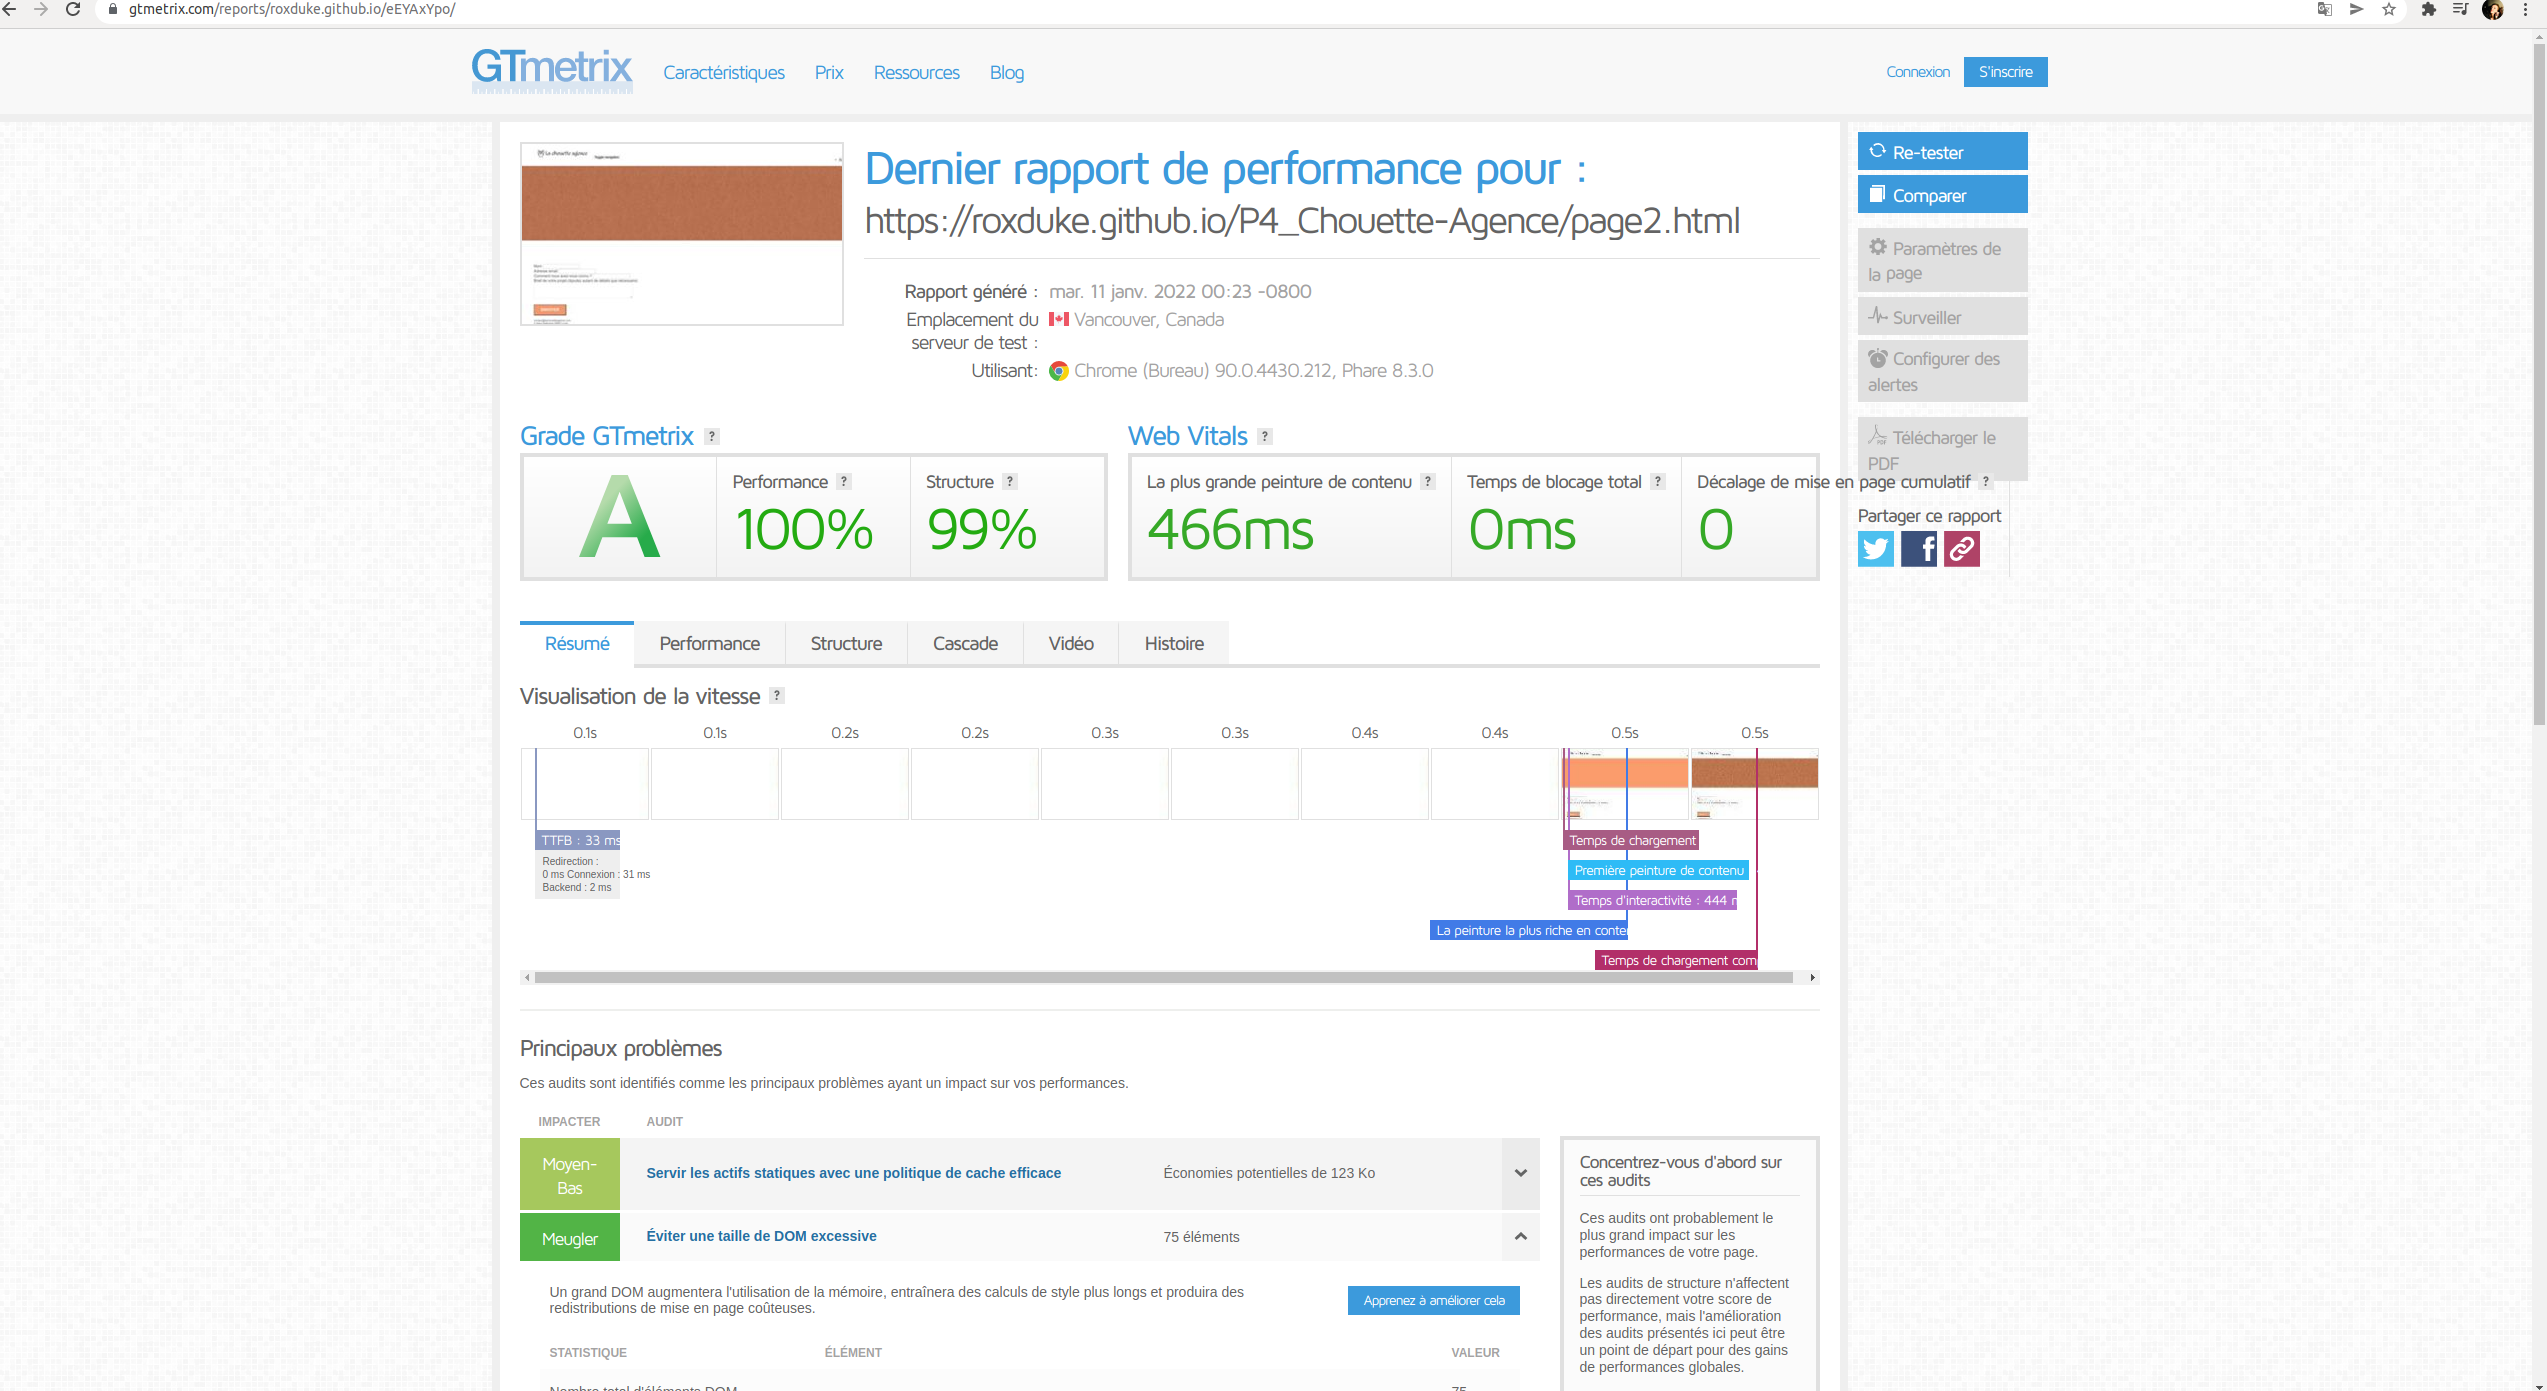 gtmetrix.com/reports/roxduke.github.io/eEYAxYpo/
GTmetrix
Caractéristiques
Prix
Ressources
Blog
Connexion
S'inscrire
La chouette agence
Dernier rapport de performance pour :
https://roxduke.github.io/P4_Chouette-Agence/page2.html
Rapport généré :
mar. 11 janv. 2022 00:23 -0800
Emplacement du
serveur de test :
Vancouver, Canada
Utilisant:
Chrome (Bureau) 90.0.4430.212, Phare 8.3.0
Re-tester
Comparer
Paramètres de
la page
Surveiller
Configurer des
alertes
Télécharger le
PDF
Partager ce rapport
Grade GTmetrix ?
A
Performance ?
100%
Structure ?
99%
Web Vitals ?
La plus grande peinture de contenu ?
466ms
Temps de blocage total ?
0ms
Décalage de mise en page cumulatif ?
0
Résumé
Performance
Structure
Cascade
Vidéo
Histoire
Visualisation de la vitesse ?
0.1s
0.1s
0.2s
0.2s
0.3s
0.3s
0.4s
0.4s
0.5s
0.5s
TTFB : 33 ms
Redirection :
0 ms Connexion : 31 ms
Backend : 2 ms
Temps de chargement
Première peinture de contenu
Temps d'interactivité : 444
La peinture la plus riche en
Temps de chargement
Principaux problèmes
Ces audits sont identifiés comme les principaux problèmes ayant un impact sur vos performances.
IMPACTER
AUDIT
Moyen-
Bas
Servir les actifs statiques avec une politique de cache efficace
Économies potentielles de 123 Ko
Meugler
Éviter une taille de DOM excessive
75 éléments
Un grand DOM augmentera l'utilisation de la mémoire, entraînera des calculs de style plus longs et produira des
redistributions de mise en page coûteuses.
Apprenez à améliorer cela
STATISTIQUE
ÉLÉMENT
VALEUR
Nombre total d'éléments DOM
75
Concentrez-vous d'abord sur
ces audits
Ces audits ont probablement le
plus grand impact sur les
performances de votre page.
Les audits de structure n'affectent
pas directement votre score de
performance, mais l'amélioration
des audits présentés ici peut être
un point de départ pour des gains
de performances globales.